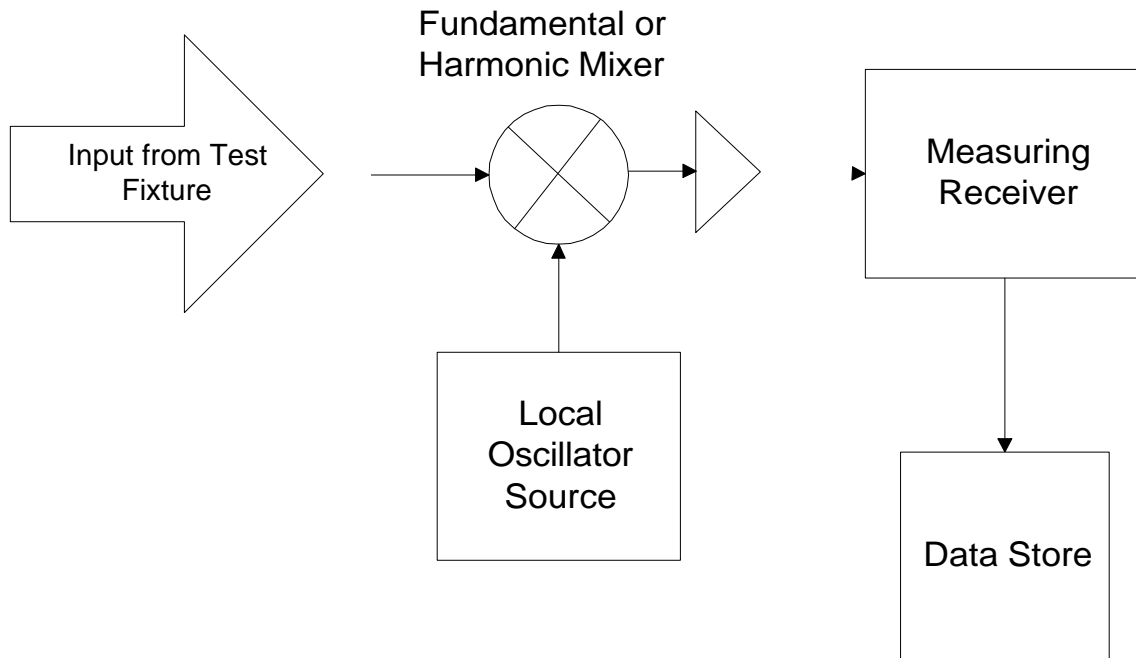 Fundamental or
Harmonic Mixer
Input from Test
Fixture
Measuring
Receiver
Local
Oscillator
Source
Data Store